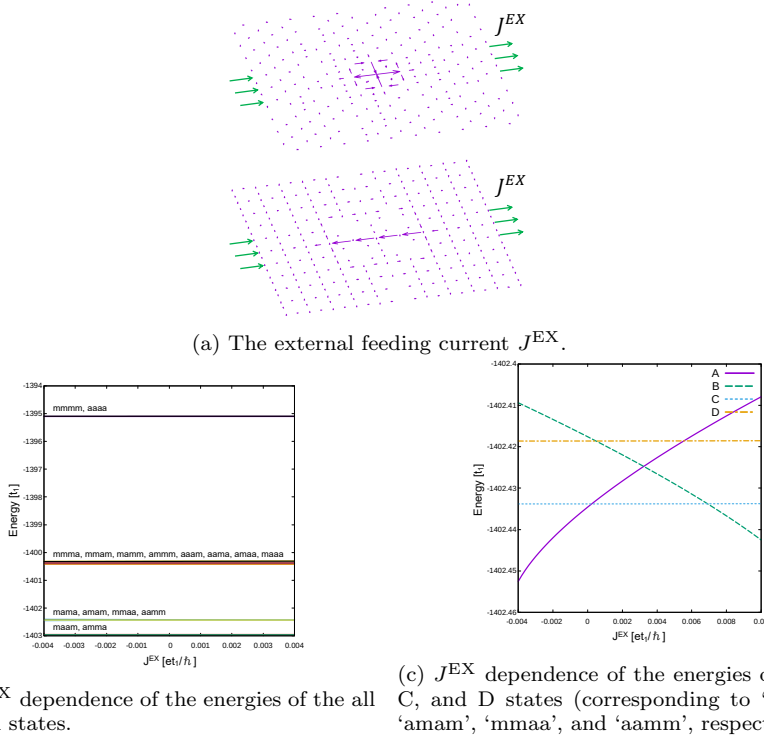 J^EX
J^EX
(a) The external feeding current J^EX.
-1394
-1395
-1396
-1397
-1398
-1399
-1400
-1401
-1402
-1403
Energy [t₁]
mmmm, aaaa
mmma, mmam, mamm, ammm, aaam, aama, amaa, maaa
mama, amam, mmaa, aamm
maam, amma
-0.004 -0.003 -0.002 -0.001 0 0.001 0.002 0.003 0.004
J^EX [et₁/ℏ]
EX dependence of the energies of the all
states.
-1402.4
-1402.41
-1402.42
-1402.43
-1402.44
-1402.45
-1402.46
Energy [t₁]
A
B
C
D
-0.004 -0.002 0 0.002 0.004 0.006 0.008
J^EX [et₁/ℏ]
(c) J^EX dependence of the energies
C, and D states (corresponding to
‘amam’, ‘mmaa’, and ‘aamm’,